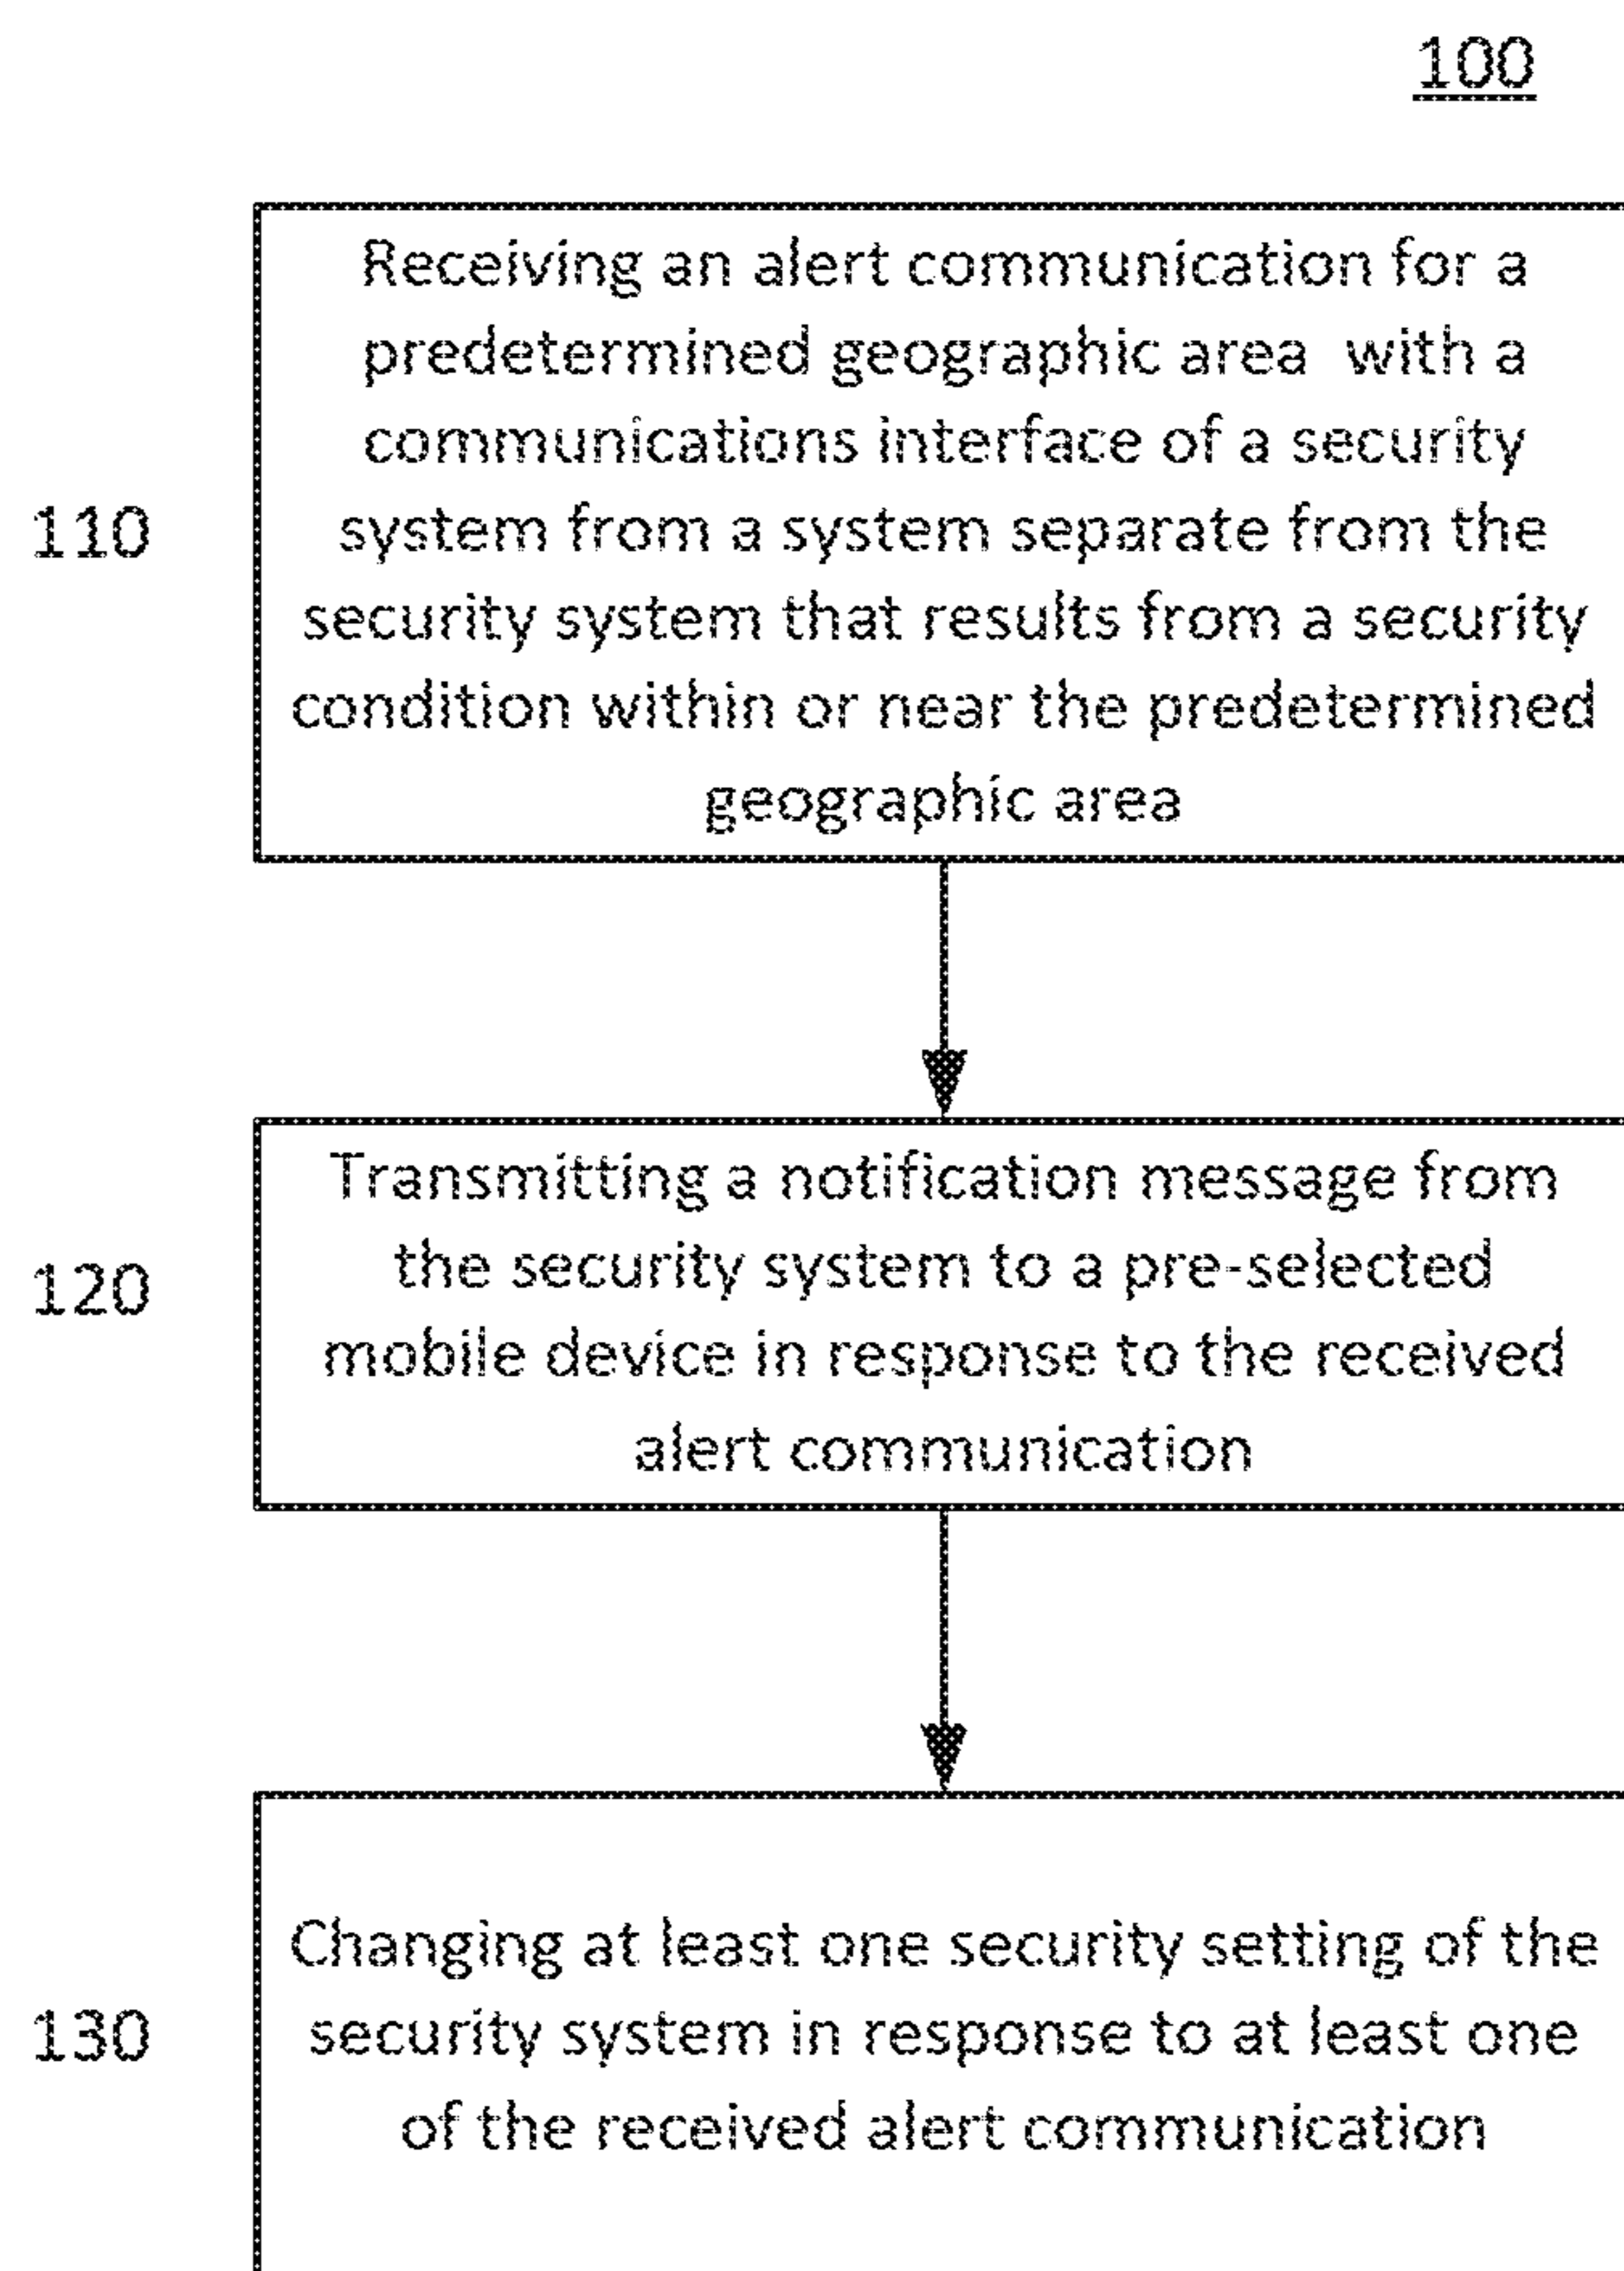 100
Receiving an alert communication for a
predetermined geographic area with a
communications interface of a security
110
system from a system separate from the
security system that results from a security
condition within or near the predetermined
geographic area
Transmitting a notification message from
the security system to a pre-selected
120
mobile device in response to the received
alert communication
Changing at least one security setting of the
130
security system in response to at least one
of the received alert communication